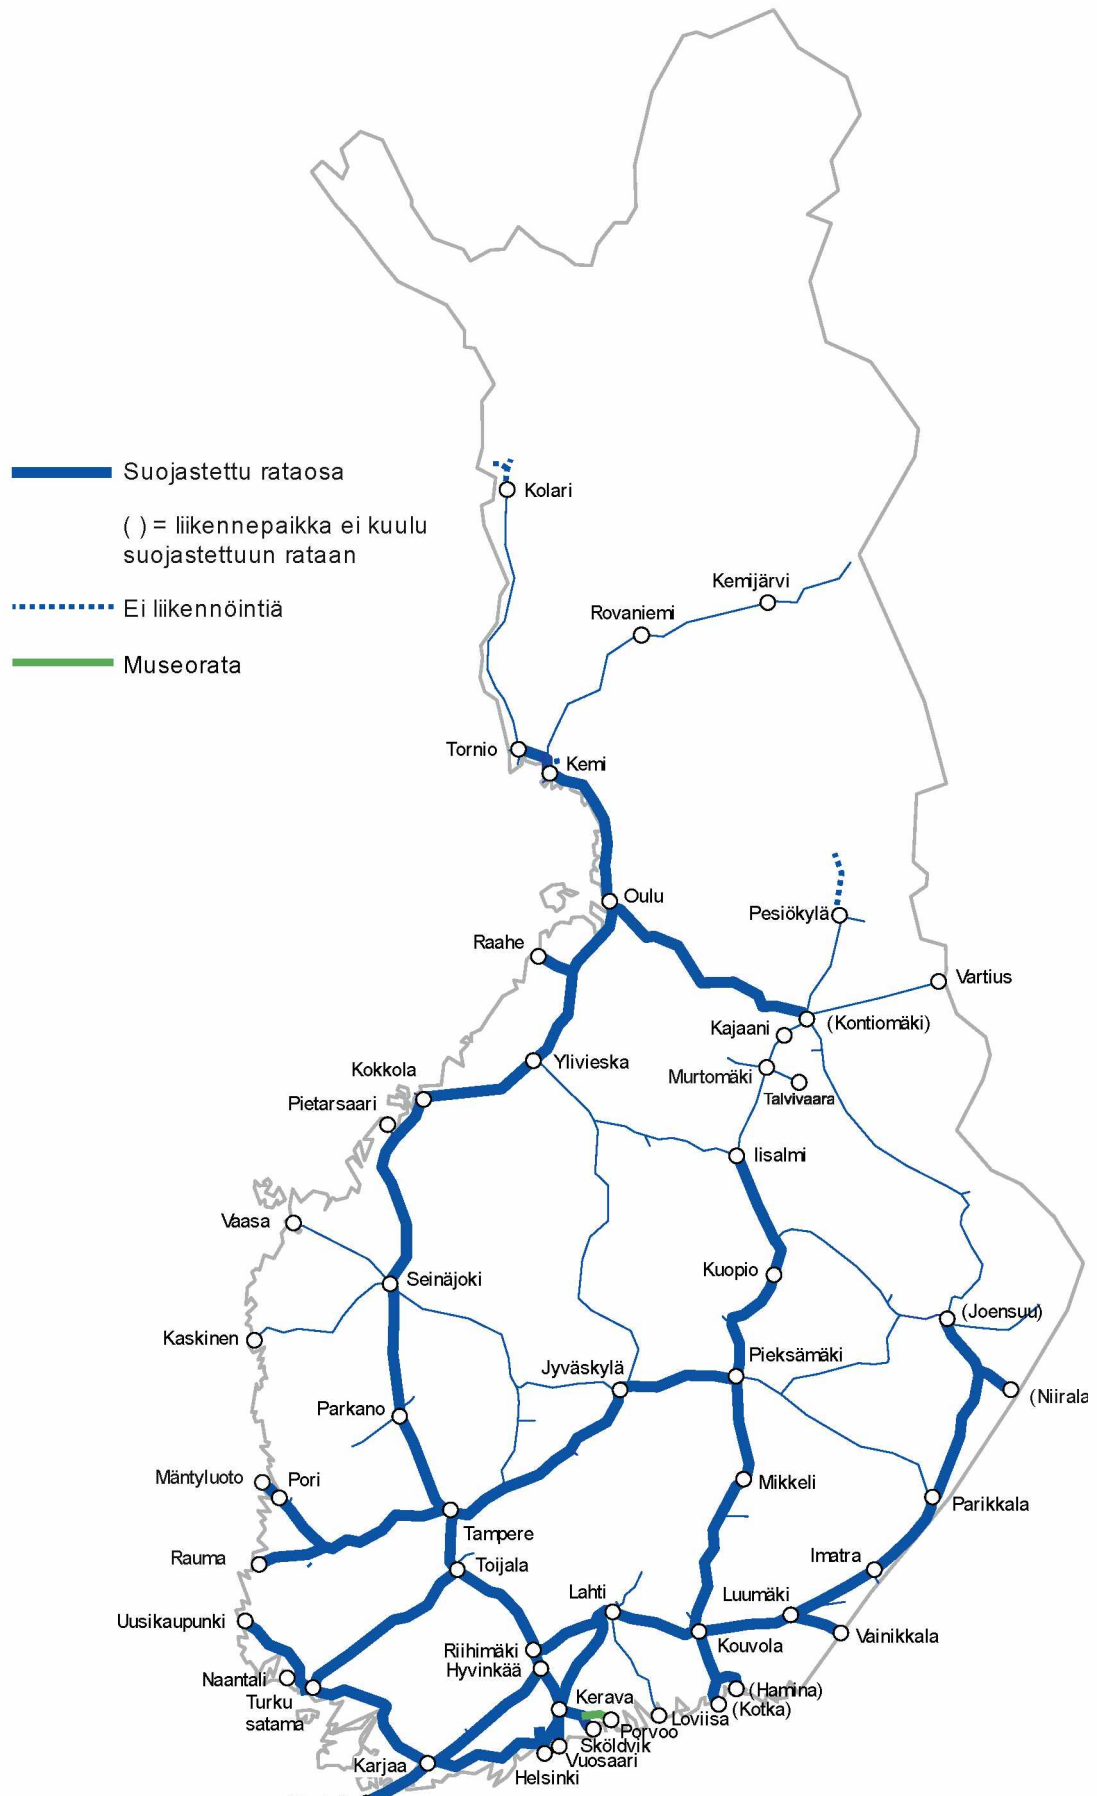 Suojastettu rataosa
( ) = liikennepaikka ei kuulu
suojastettuun rataan
Ei liikennöintiä
Museorata
Kolari
Kemijärvi
Rovaniemi
Tornio
Kemi
Oulu
Pesiökylä
Raahe
Vartius
(Kontiomäki)
Kajaani
Ylivieska
Kokkola
Murtomäki
Talvivaara
Pietarsaari
Iisalmi
Vaasa
Kuopio
Seinäjoki
(Joensuu)
Kaskinen
Pieksämäki
Jyväskylä
(Niirala
Parkano
Mäntyluoto
Pori
Mikkeli
Parikkala
Tampere
Rauma
Toijala
Imatra
Lahti
Luumäki
Uusikaupunki
Kouvola
Vainikkala
Riihimäki
Hyvinkää
Naantali
Turku
satama
(Hamina)
Kerava
(Kotka)
Loviisa
Porvoo
Sköldvik
Vuosaari
Karjaa
Helsinki